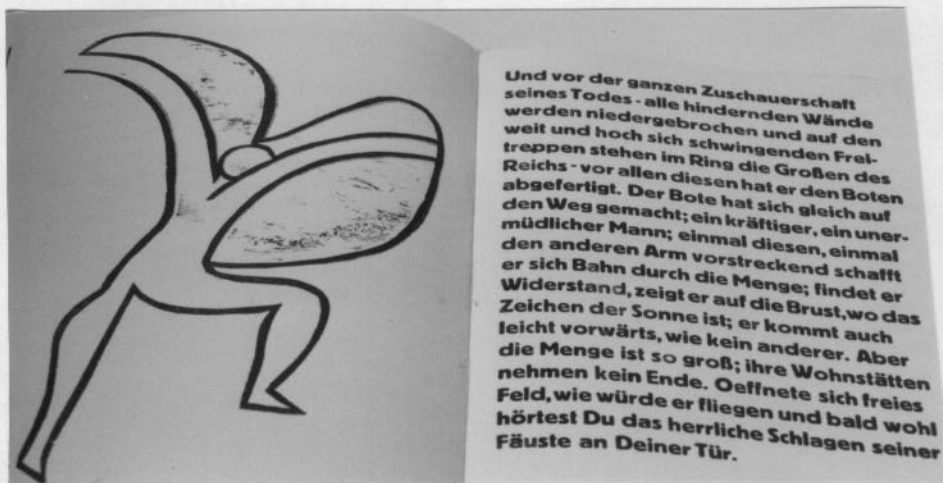 Und vor der ganzen Zuschauerschaft
seines Todes - alle hindernden Wände
werden niedergebrochen und auf den
weit und hoch sich schwingenden Frei-
treppen stehen im Ring die Großen des
Reichs - vor allen diesen hat er den Boten
abgefertigt. Der Bote hat sich gleich auf
den Weg gemacht; ein kräftiger, ein uner-
müdlicher Mann; einmal diesen, einmal
den anderen Arm vorstreckend schafft
er sich Bahn durch die Menge; findet er
Widerstand, zeigt er auf die Brust, wo das
Zeichen der Sonne ist; er kommt auch
leicht vorwärts, wie kein anderer. Aber
die Menge ist so groß; ihre Wohnstätten
nehmen kein Ende. Oeffnete sich freies
Feld, wie würde er fliegen und bald wohl
hörtest Du das herrliche Schlagen seiner
Fäuste an Deiner Tür.